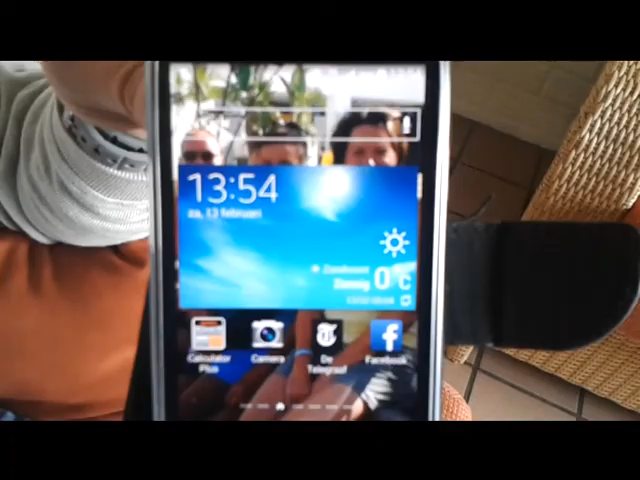 13:54
za, 13 februari
Zonnig 0°C
Calculator Plus
Camera
De Telegraaf
Facebook